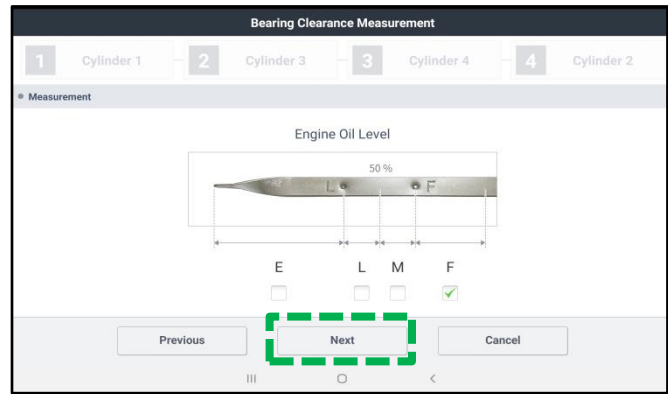 Bearing Clearance Measurement
1 Cylinder 1 2 Cylinder 3 3 Cylinder 4 4 Cylinder 2
Measurement
Engine Oil Level
50 %
L F
E L M F
Previous Next Cancel